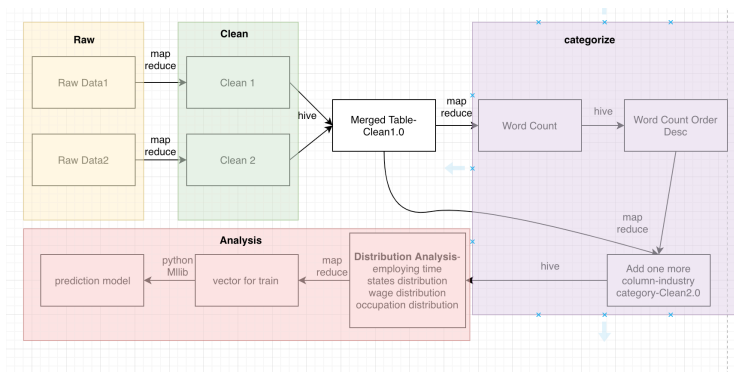 Raw
Clean
categorize
map
reduce
Raw Data1
Clean 1
hive
map
reduce
Raw Data2
Clean 2
Merged Table-
Clean1.0
map
reduce
Word Count
hive
Word Count Order
Desc
map
reduce
Add one more
column-industry
category-Clean2.0
hive
Analysis
Distribution Analysis-
employing time
states distribution
wage distribution
occupation distribution
map
reduce
vector for train
python
Mllib
prediction model